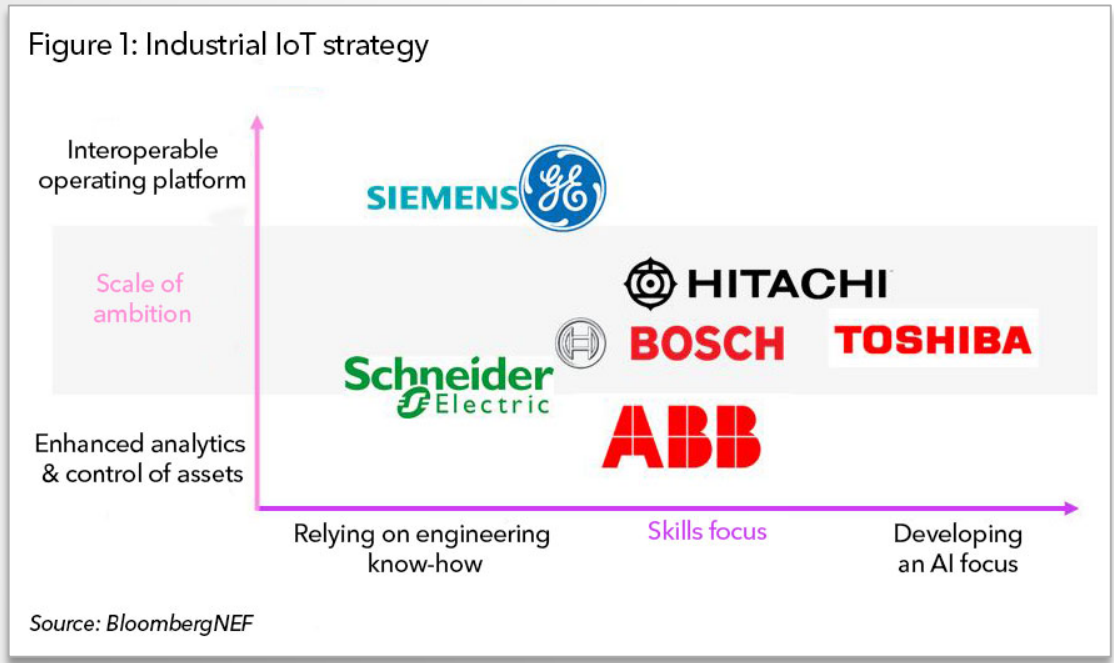 Figure 1: Industrial IoT strategy
Interoperable
operating platform
SIEMENS
GE
Scale of
ambition
HITACHI
BOSCH
TOSHIBA
Schneider
Electric
ABB
Enhanced analytics
& control of assets
Relying on engineering
know-how
Skills focus
Developing
an AI focus
Source: BloombergNEF